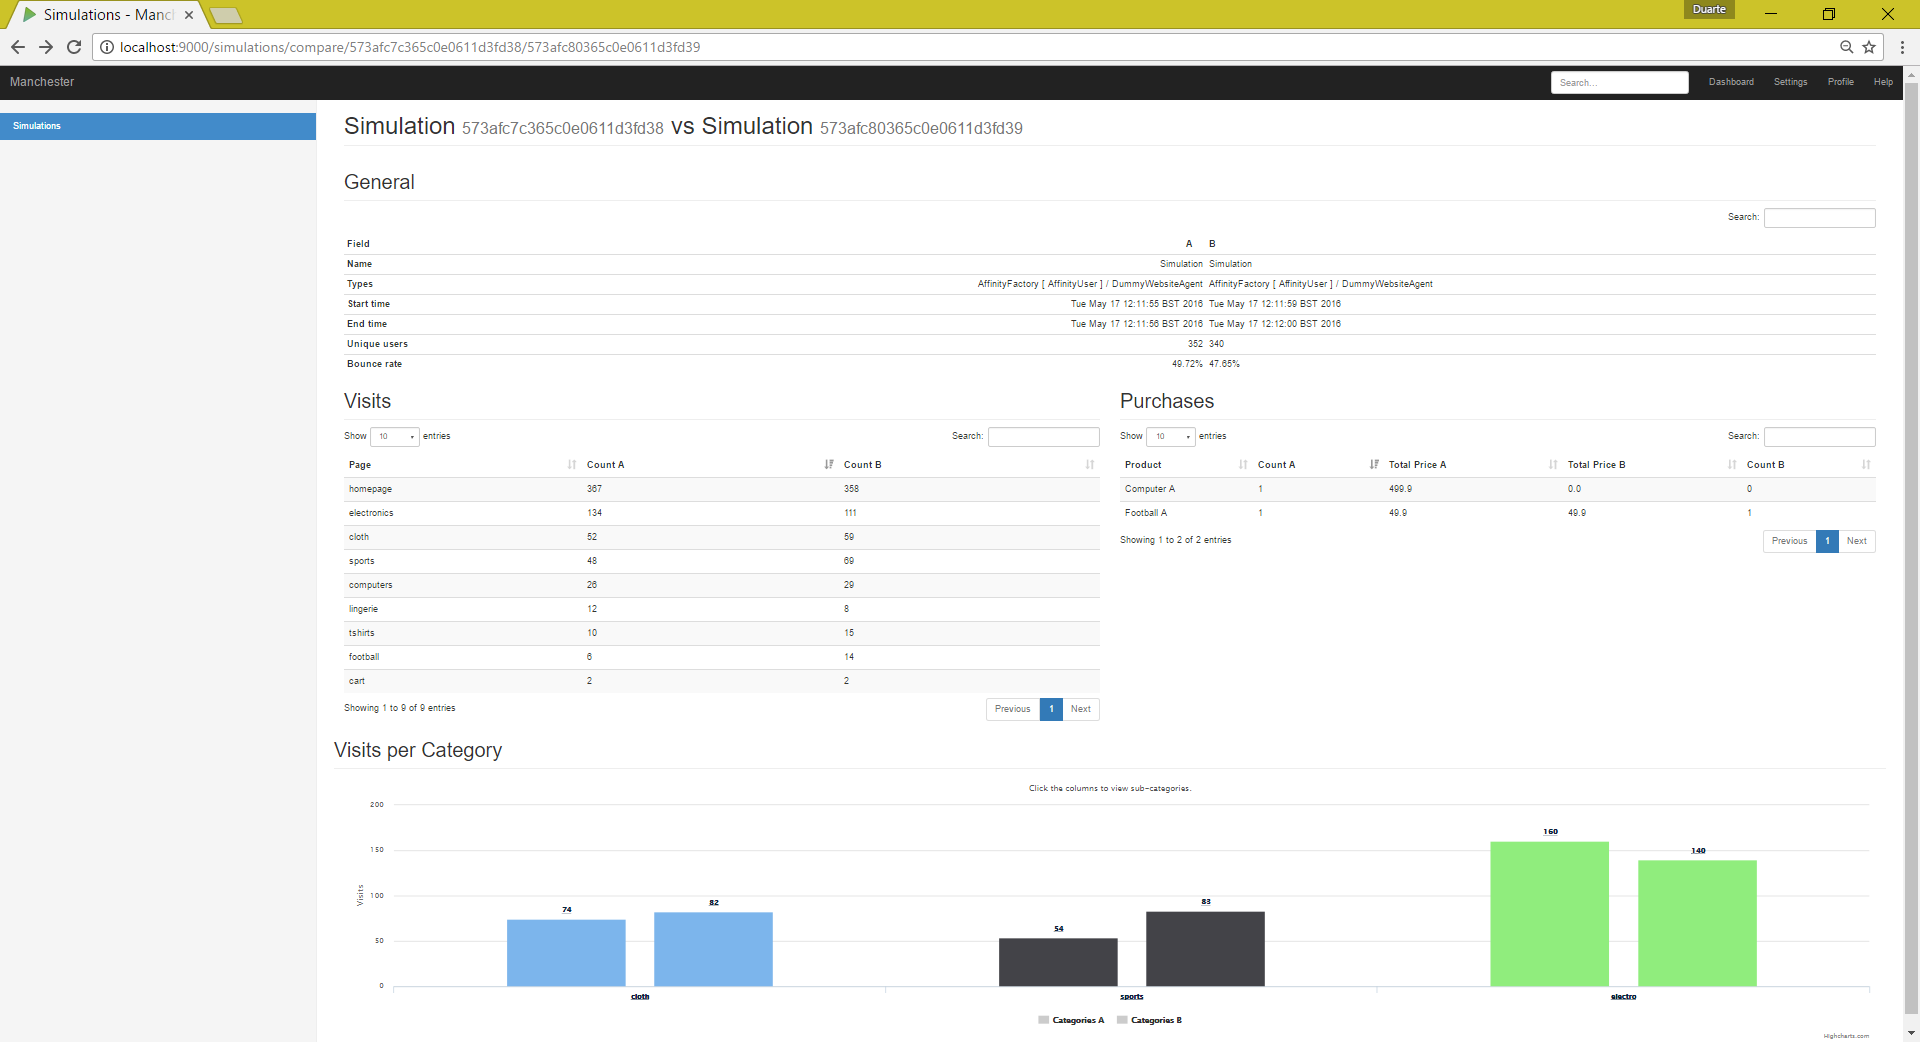 Simulations - Manc
Duarte
localhost:9000/simulations/compare/573afc7c365c0e0611d3fd38/573afc80365c0e0611d3fd39
Manchester Search... Dashboard Settings Profile Help
Simulations
Simulation 573afc7c365c0e0611d3fd38 vs Simulation 573afc80365c0e0611d3fd39
General
Search:
Field A B
Name Simulation Simulation
Types AffinityFactory [ AffinityUser ] / DummyWebsiteAgent AffinityFactory [ AffinityUser ] / DummyWebsiteAgent
Start time Tue May 17 12:11:55 BST 2016 Tue May 17 12:11:59 BST 2016
End time Tue May 17 12:11:56 BST 2016 Tue May 17 12:12:00 BST 2016
Unique users 352 340
Bounce rate 49.72% 47.65%
Visits
Show 10 entries Search:
Page Count A Count B
homepage 367 358
electronics 134 111
cloth 52 59
sports 48 69
computers 26 29
lingerie 12 8
tshirts 10 15
football 6 14
cart 2 2
Showing 1 to 9 of 9 entries Previous 1 Next
Purchases
Show 10 entries Search:
Product Count A Total Price A Total Price B Count B
Computer A 1 499.9 0.0 0
Football A 1 49.9 49.9 1
Showing 1 to 2 of 2 entries Previous 1 Next
Visits per Category
Click the columns to view sub-categories.
Visits
200
150
100
50
0
74 82
54 83
160 140
cloth sports electro
Categories A Categories B
Highcharts.com